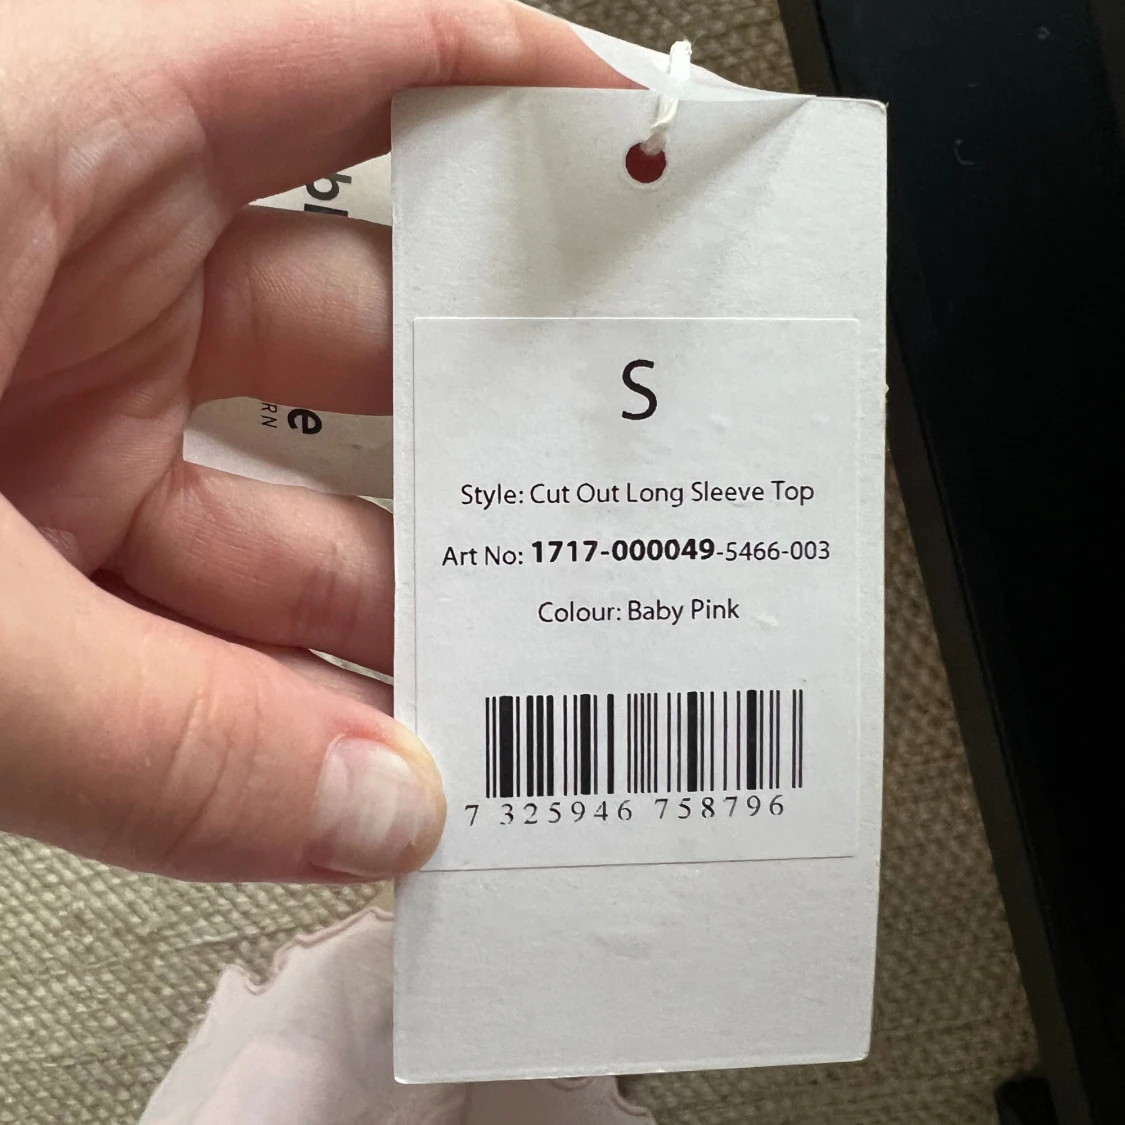 S
Style: Cut Out Long Sleeve Top
Art No: 1717-000049-5466-003
Colour: Baby Pink
7 325946 758796